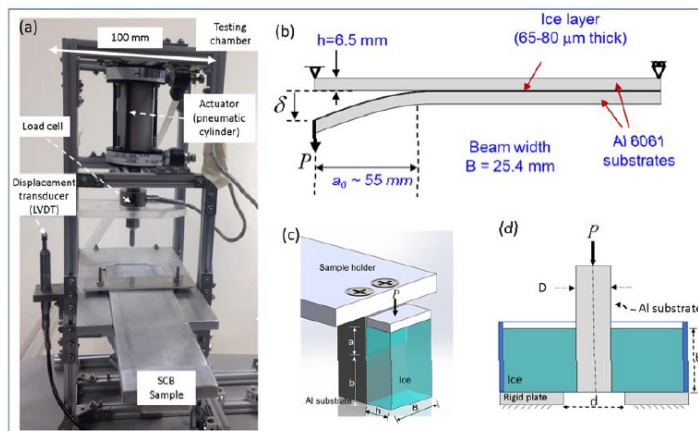 (a)
100 mm
Testing
chamber
Actuator
(pneumatic
cylinder)
Load cell
Displacement
transducer
(LVDT)
SCB
Sample
(b)
h=6.5 mm
Ice layer
(65-80 μm thick)
δ
P
a₀ ~ 55 mm
Beam width
B = 25.4 mm
Al 6061
substrates
(c)
Sample holder
P
a
b
Ice
Al substrate
h
B
(d)
P
D
Al substrate
Ice
Rigid plate
d